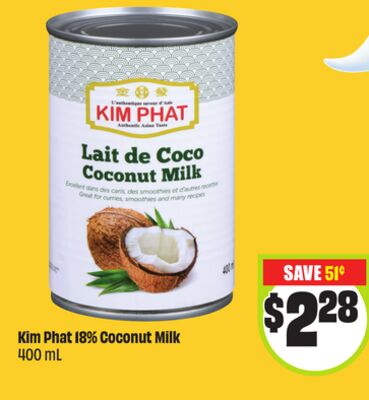 L'authentique saveur d'Asie
KIM PHAT
Authentic Asian Taste
Lait de Coco
Coconut Milk
Excellent dans des caris, des smoothies et d'autres recettes
Great for curries, smoothies and many recipes
400 m
SAVE 51¢
$2.28
Kim Phat 18% Coconut Milk
400 mL